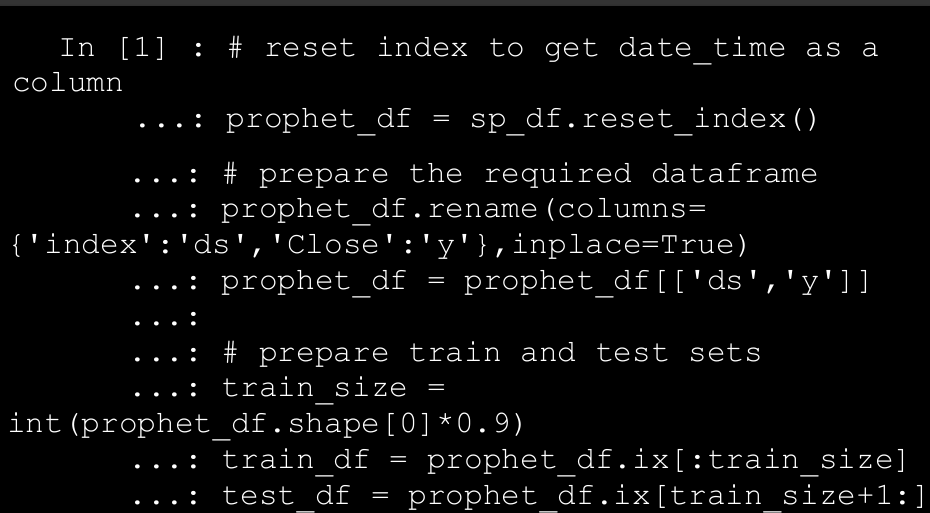 In [1] : # reset index to get date_time as a
column
...: prophet_df = sp_df.reset_index()
...: # prepare the required dataframe
...: prophet_df.rename(columns=
{'index':'ds','Close':'y'},inplace=True)
...: prophet_df = prophet_df[['ds','y']]
...:
...: # prepare train and test sets
...: train_size =
int(prophet_df.shape[0]*0.9)
...: train_df = prophet_df.ix[:train_size]
...: test_df = prophet_df.ix[train_size+1:]